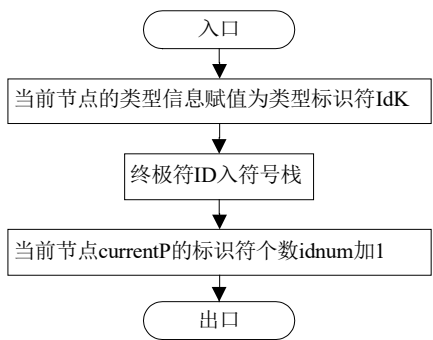 入口
当前节点的类型信息赋值为类型标识符IdK
终极符ID入符号栈
当前节点currentP的标识符个数idnum加1
出口